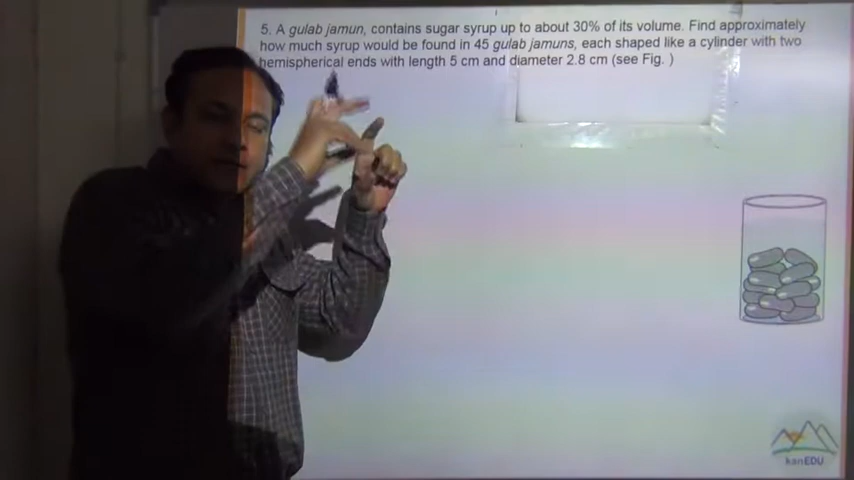 5. A gulab jamun, contains sugar syrup up to about 30% of its volume. Find approximately
how much syrup would be found in 45 gulab jamuns, each shaped like a cylinder with two
hemispherical ends with length 5 cm and diameter 2.8 cm (see Fig. )
kanEDU